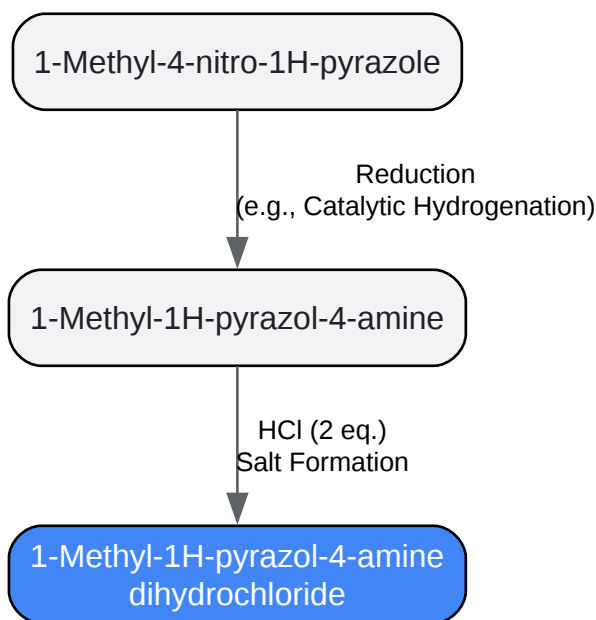 1-Methyl-4-nitro-1H-pyrazole
Reduction
(e.g., Catalytic Hydrogenation)
1-Methyl-1H-pyrazol-4-amine
HCl (2 eq.)
Salt Formation
1-Methyl-1H-pyrazol-4-amine
dihydrochloride